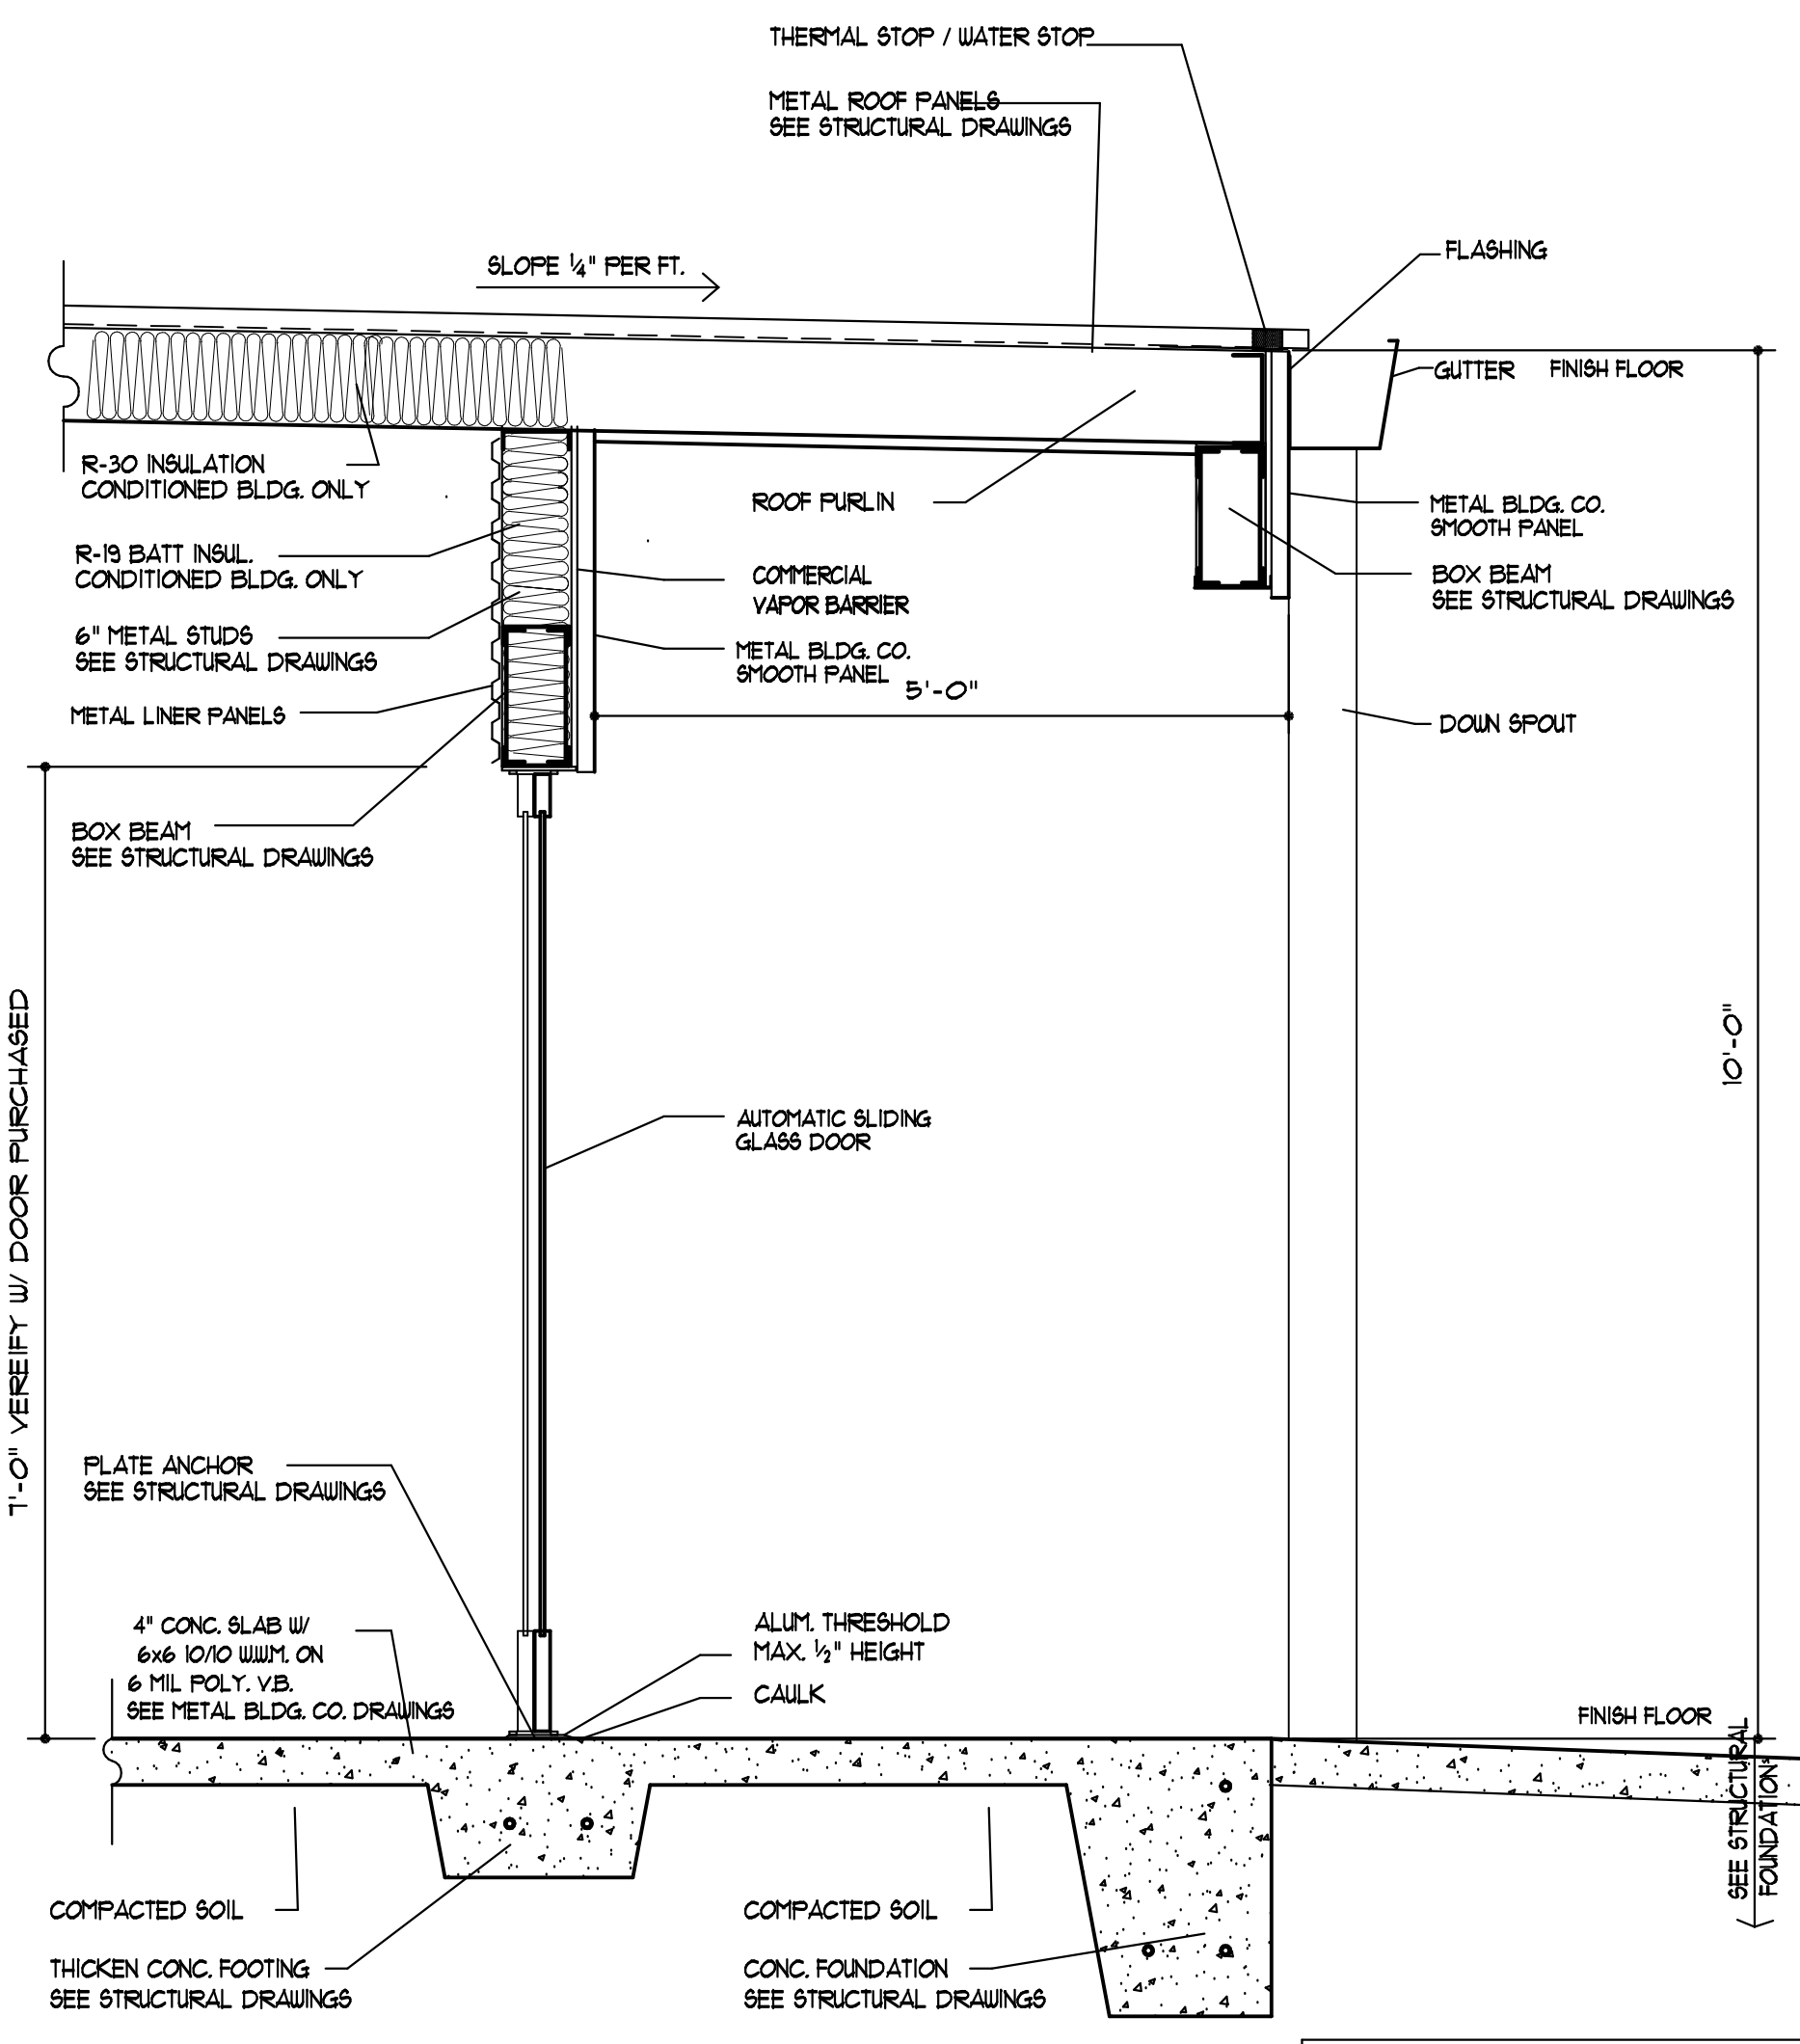 THERMAL STOP / WATER STOP
METAL ROOF PANELS
SEE STRUCTURAL DRAWINGS
SLOPE ¼" PER FT.
FLASHING
GUTTER
FINISH FLOOR
R-30 INSULATION
CONDITIONED BLDG. ONLY
ROOF PURLIN
METAL BLDG. CO.
SMOOTH PANEL
R-19 BATT INSUL.
CONDITIONED BLDG. ONLY
COMMERCIAL
VAPOR BARRIER
BOX BEAM
SEE STRUCTURAL DRAWINGS
6" METAL STUDS
SEE STRUCTURAL DRAWINGS
METAL BLDG. CO.
SMOOTH PANEL
5'-0"
METAL LINER PANELS
DOWN SPOUT
BOX BEAM
SEE STRUCTURAL DRAWINGS
7'-0" VEREIFY W/ DOOR PURCHASED
10'-0"
AUTOMATIC SLIDING
GLASS DOOR
PLATE ANCHOR
SEE STRUCTURAL DRAWINGS
4" CONC. SLAB W/
6x6 10/10 W.W.M. ON
6 MIL POLY. V.B.
SEE METAL BLDG. CO. DRAWINGS
ALUM. THRESHOLD
MAX. ½" HEIGHT
CAULK
FINISH FLOOR
SEE STRUCTURAL
FOUNDATION
COMPACTED SOIL
THICKEN CONC. FOOTING
SEE STRUCTURAL DRAWINGS
COMPACTED SOIL
CONC. FOUNDATION
SEE STRUCTURAL DRAWINGS